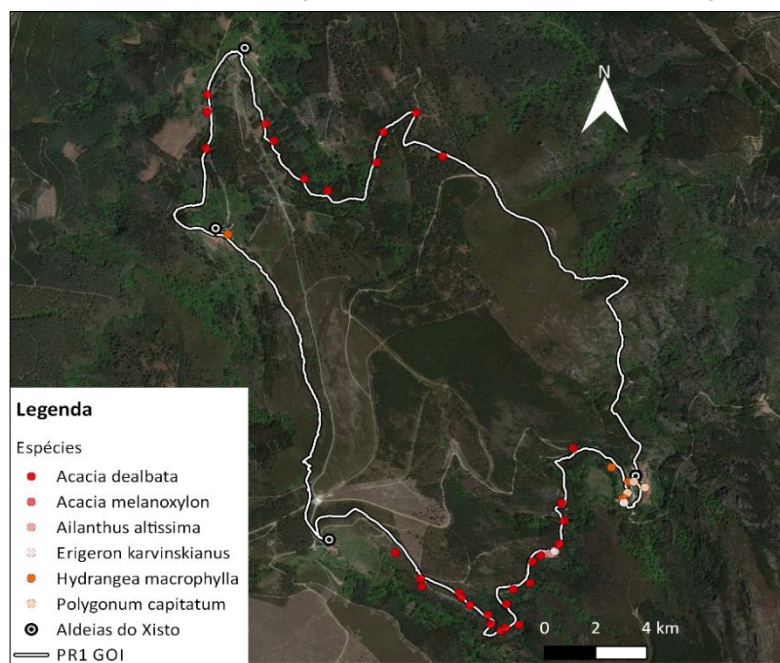 N
Legenda
Espécies
Acacia dealbata
Acacia melanoxylon
Ailanthus altissima
Erigeron karvinskianus
Hydrangea macrophylla
Polygonum capitatum
Aldeias do Xisto
PR1 GOI
0 2 4 km